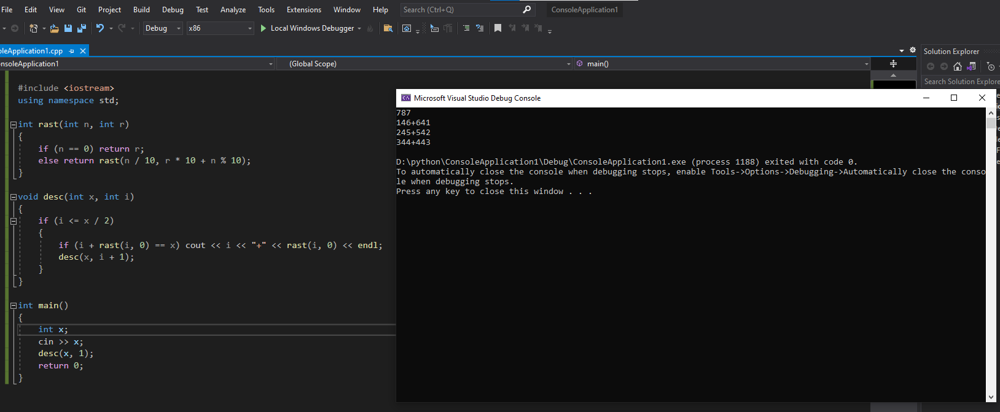 File Edit View Git Project Build Debug Test Analyze Tools Extensions Window Help Search (Ctrl+Q) ConsoleApplication1
Debug x86 Local Windows Debugger
oleApplication1.cpp
onsoleApplication1 (Global Scope) main()
Solution Explorer
Search Solution Explore
#include <iostream>
using namespace std;
int rast(int n, int r)
{
if (n == 0) return r;
else return rast(n / 10, r * 10 + n % 10);
}
void desc(int x, int i)
{
if (i <= x / 2)
{
if (i + rast(i, 0) == x) cout << i << "+" << rast(i, 0) << endl;
desc(x, i + 1);
}
}
int main()
{
int x;
cin >> x;
desc(x, 1);
return 0;
}
Microsoft Visual Studio Debug Console
787
146+641
245+542
344+443
D:\python\ConsoleApplication1\Debug\ConsoleApplication1.exe (process 1188) exited with code 0.
To automatically close the console when debugging stops, enable Tools->Options->Debugging->Automatically close the conso
le when debugging stops.
Press any key to close this window . . .